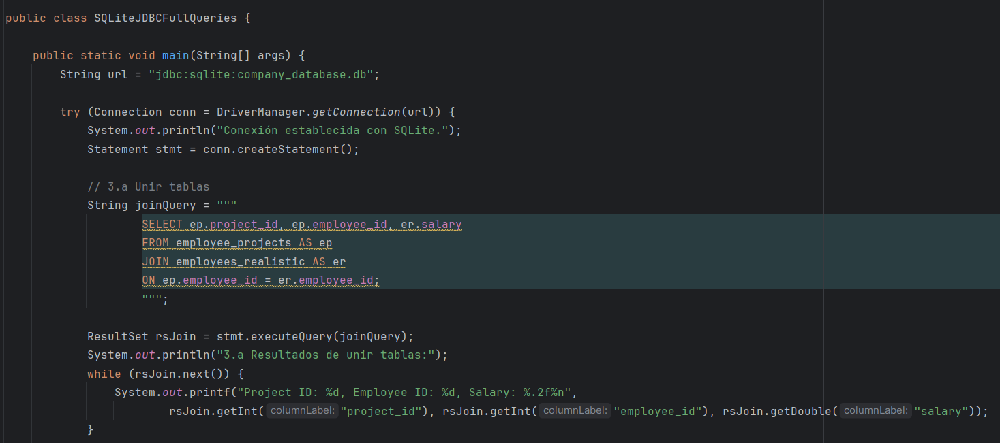 public class SQLiteJDBCFullQueries {
public static void main(String[] args) {
String url = "jdbc:sqlite:company_database.db";
try (Connection conn = DriverManager.getConnection(url)) {
System.out.println("Conexión establecida con SQLite.");
Statement stmt = conn.createStatement();
// 3.a Unir tablas
String joinQuery = """
SELECT ep.project_id, ep.employee_id, er.salary
FROM employee_projects AS ep
JOIN employees_realistic AS er
ON ep.employee_id = er.employee_id;
""";
ResultSet rsJoin = stmt.executeQuery(joinQuery);
System.out.println("3.a Resultados de unir tablas:");
while (rsJoin.next()) {
System.out.printf("Project ID: %d, Employee ID: %d, Salary: %.2f%n",
rsJoin.getInt( columnLabel: "project_id"), rsJoin.getInt( columnLabel: "employee_id"), rsJoin.getDouble( columnLabel: "salary"));
}